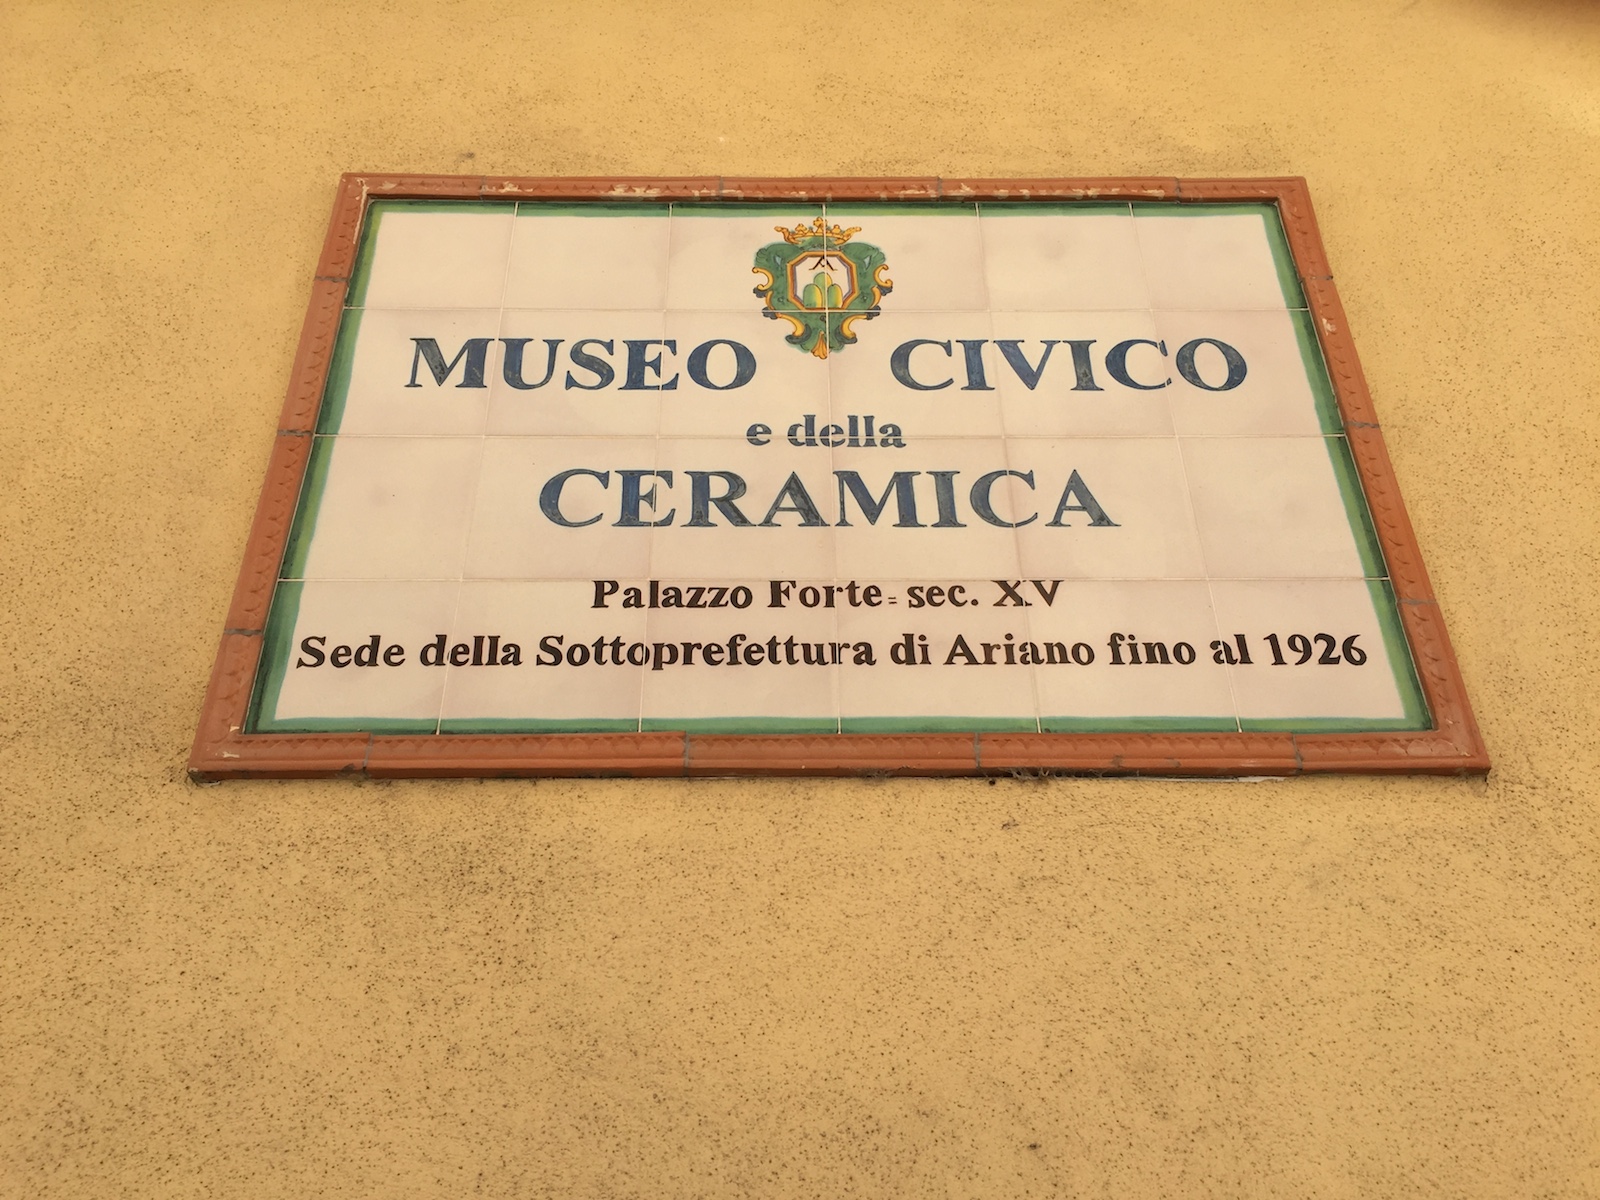 A
MUSEO CIVICO
e della
CERAMICA
Palazzo Forte = sec. XV
Sede della Sottoprefettura di Ariano fino al 1926